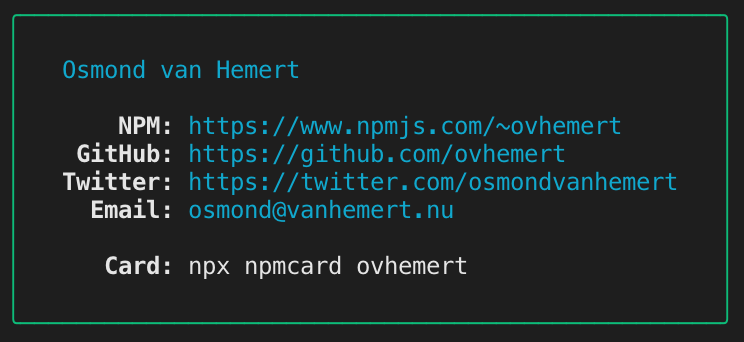 Osmond van Hemert
NPM: https://www.npmjs.com/~ovhemert
GitHub: https://github.com/ovhemert
Twitter: https://twitter.com/osmondvanhemert
Email: osmond@vanhemert.nu
Card: npx npmcard ovhemert